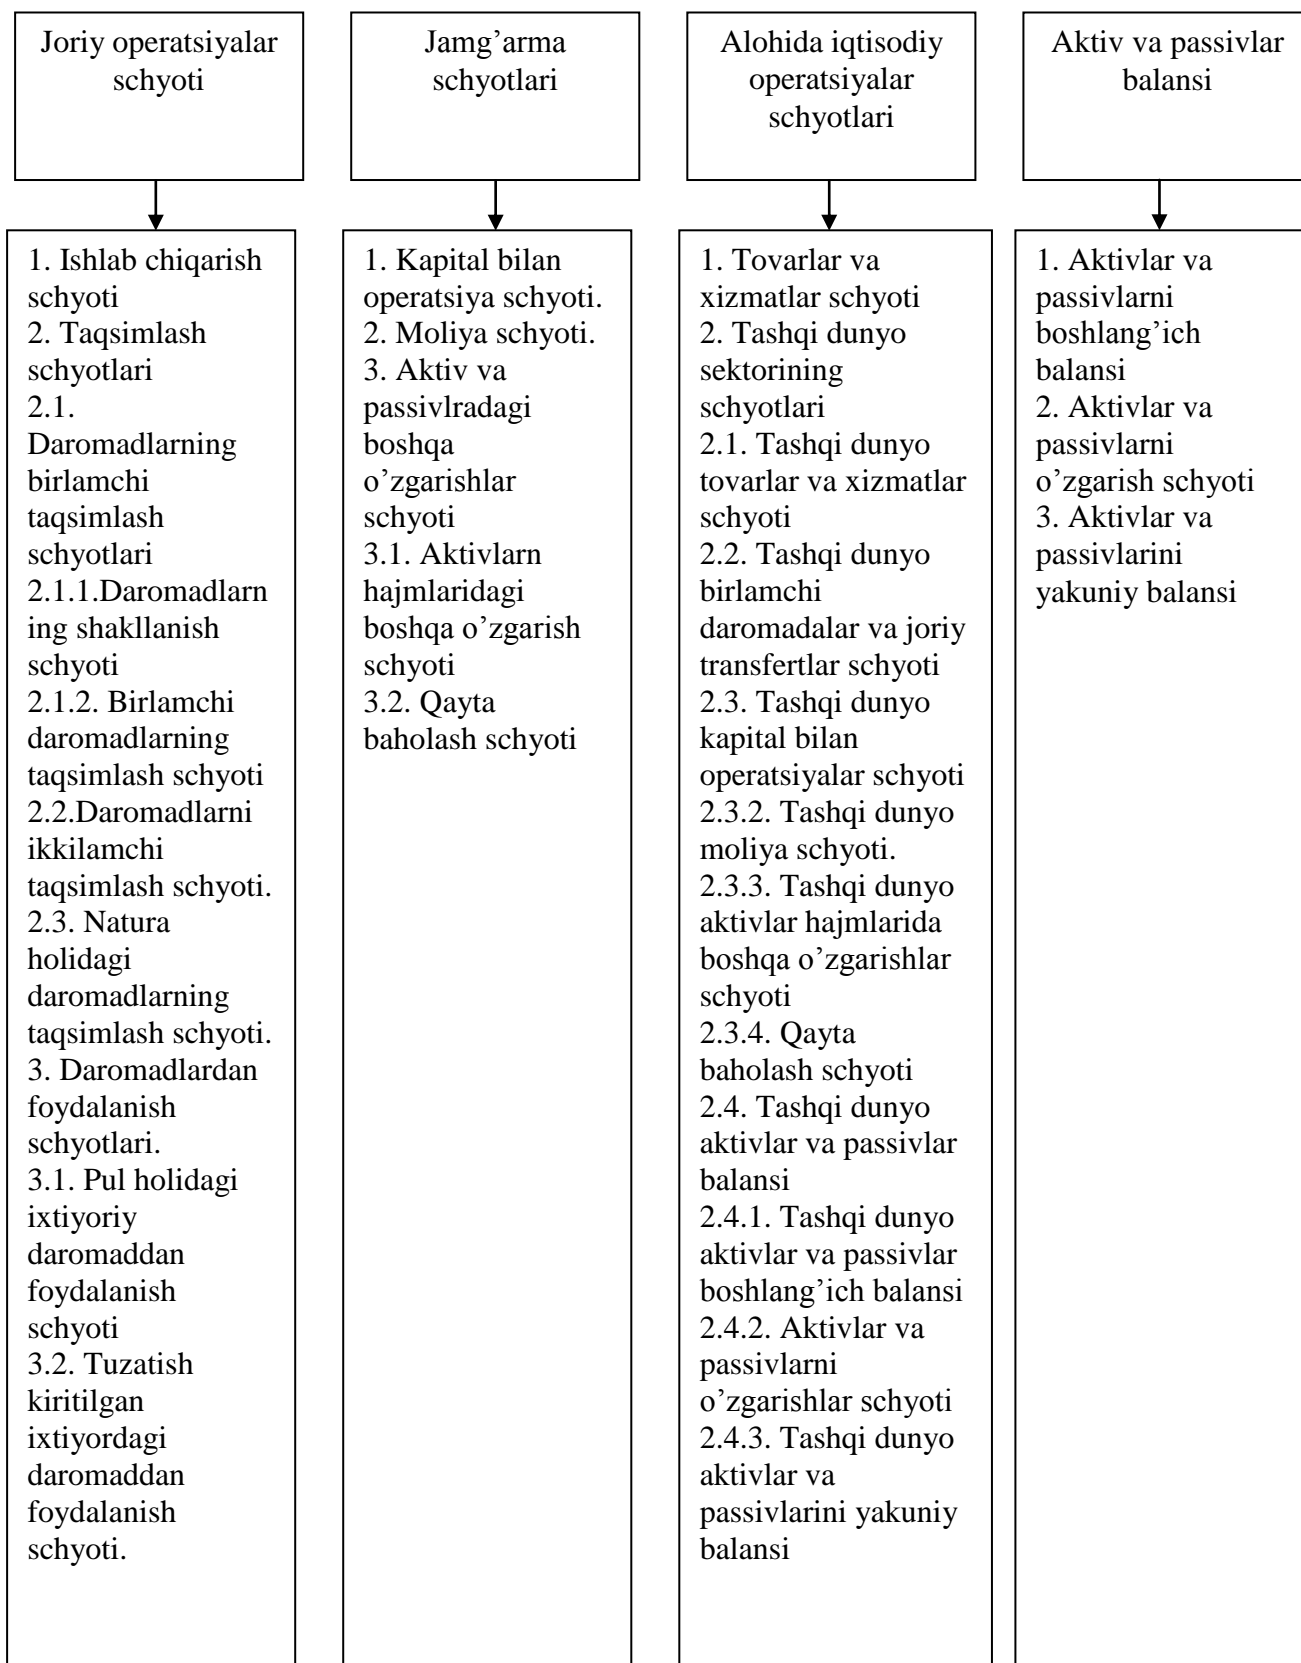 Joriy operatsiyalar
schyoti
Jamg’arma
schyotlari
Alohida iqtisodiy
operatsiyalar
schyotlari
Aktiv va passivlar
balansi
1. Ishlab chiqarish
schyoti
2. Taqsimlash
schyotlari
2.1.
Daromadlarning
birlamchi
taqsimlash
schyotlari
2.1.1.Daromadlarn
ing shakllanish
schyoti
2.1.2. Birlamchi
daromadlarning
taqsimlash schyoti
2.2.Daromadlarni
ikkilamchi
taqsimlash schyoti.
2.3. Natura
holidagi
daromadlarning
taqsimlash schyoti.
3. Daromadlardan
foydalanish
schyotlari.
3.1. Pul holidagi
ixtiyoriy
daromaddan
foydalanish
schyoti
3.2. Tuzatish
kiritilgan
ixtiyordagi
daromaddan
foydalanish
schyoti.
1. Kapital bilan
operatsiya schyoti.
2. Moliya schyoti.
3. Aktiv va
passivlradagi
boshqa
o’zgarishlar
schyoti
3.1. Aktivlarn
hajmlaridagi
boshqa o’zgarish
schyoti
3.2. Qayta
baholash schyoti
1. Tovarlar va
xizmatlar schyoti
2. Tashqi dunyo
sektorining
schyotlari
2.1. Tashqi dunyo
tovarlar va xizmatlar
schyoti
2.2. Tashqi dunyo
birlamchi
daromadalar va joriy
transfertlar schyoti
2.3. Tashqi dunyo
kapital bilan
operatsiyalar schyoti
2.3.2. Tashqi dunyo
moliya schyoti.
2.3.3. Tashqi dunyo
aktivlar hajmlarida
boshqa o’zgarishlar
schyoti
2.3.4. Qayta
baholash schyoti
2.4. Tashqi dunyo
aktivlar va passivlar
balansi
2.4.1. Tashqi dunyo
aktivlar va passivlar
boshlang’ich balansi
2.4.2. Aktivlar va
passivlarni
o’zgarishlar schyoti
2.4.3. Tashqi dunyo
aktivlar va
passivlarini yakuniy
balansi
1. Aktivlar va
passivlarni
boshlang’ich
balansi
2. Aktivlar va
passivlarni
o’zgarish schyoti
3. Aktivlar va
passivlarini
yakuniy balansi